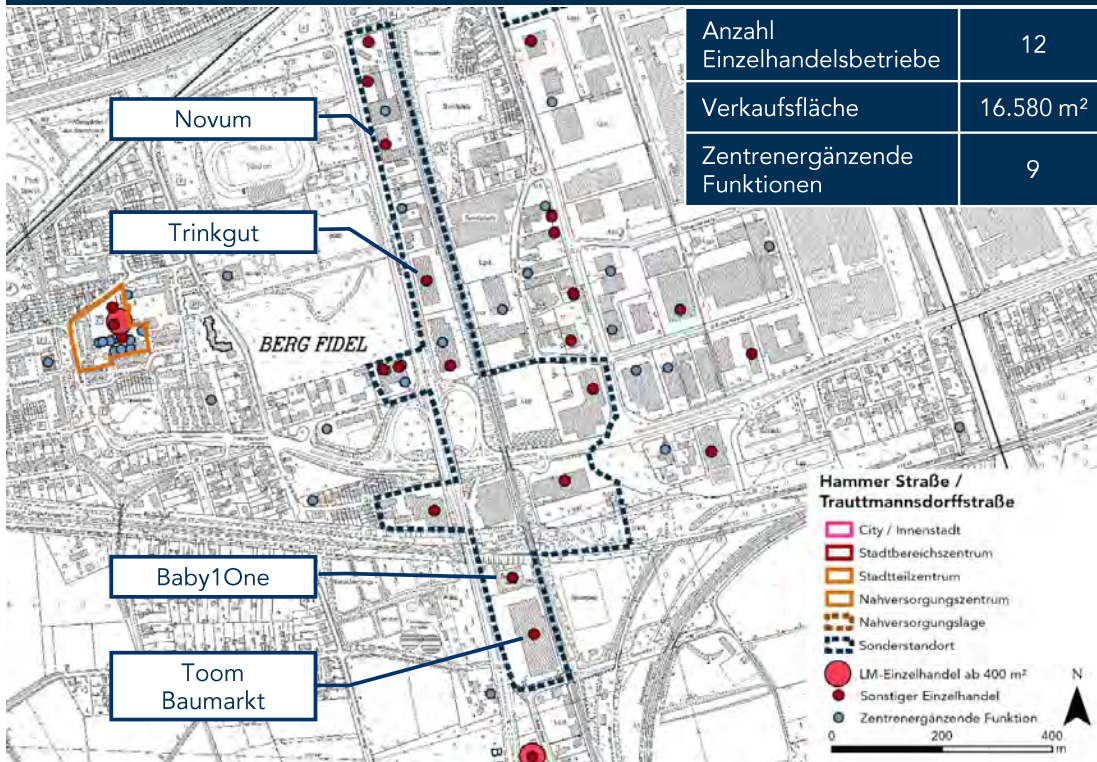 Anzahl
Einzelhandelsbetriebe
12
Verkaufsfläche
16.580 m²
Zentrenergänzende
Funktionen
9
Novum
Trinkgut
BERG FIDEL
Baby1One
Toom
Baumarkt
Hammer Straße /
Trauttmannsdorffstraße
City / Innenstadt
Stadtbereichszentrum
Stadtteilzentrum
Nahversorgungszentrum
Nahversorgungslage
Sonderstandort
LM-Einzelhandel ab 400 m²
Sonstiger Einzelhandel
Zentrenergänzende Funktion
N
0 200 400
m